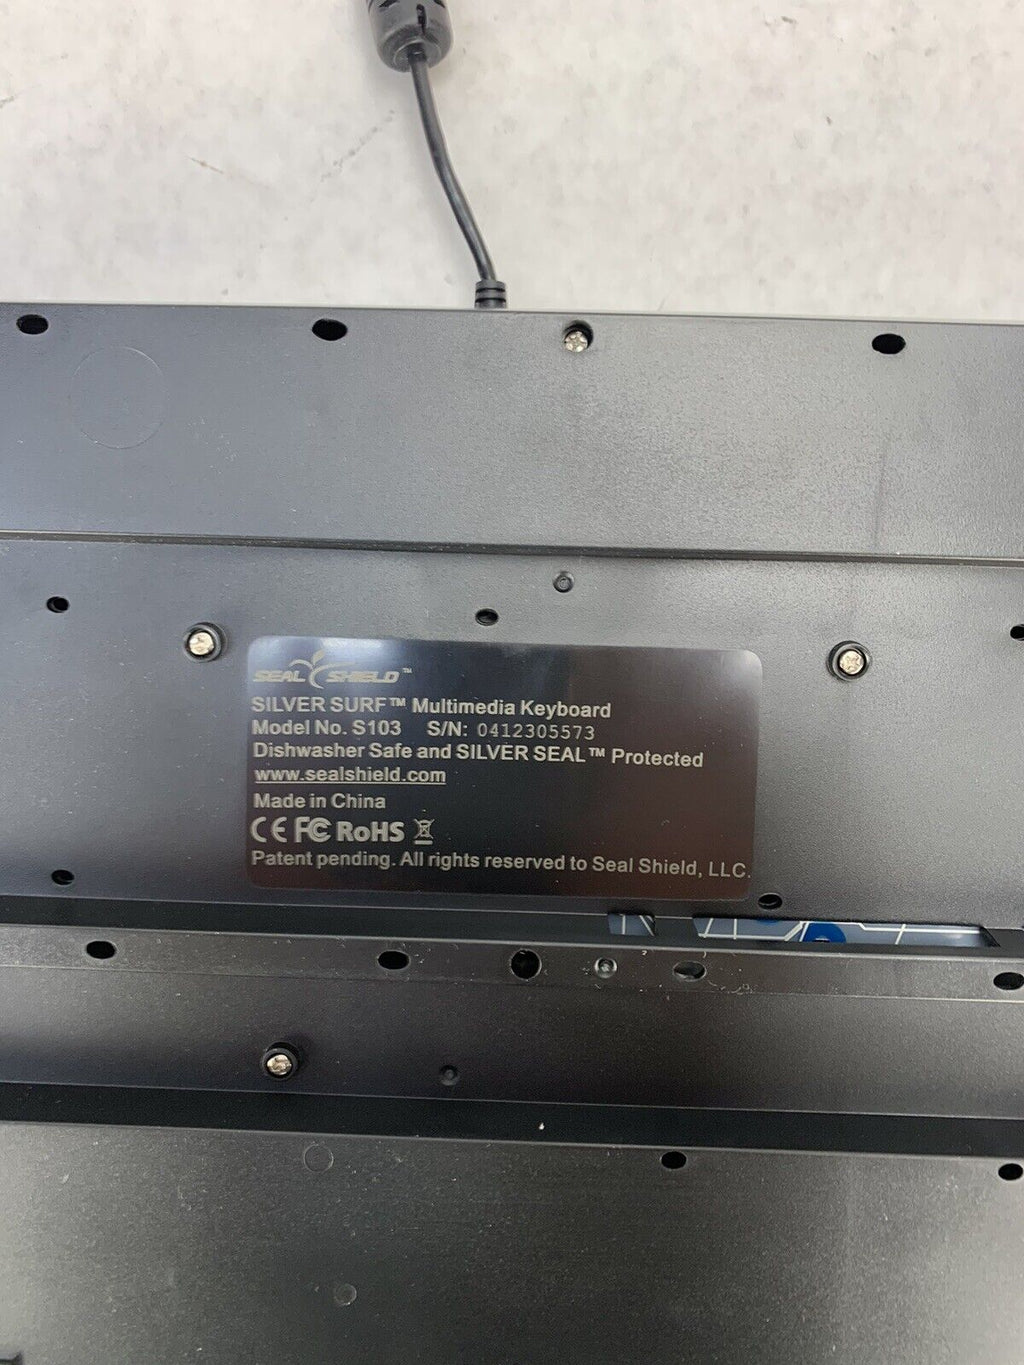 SEAL SHIELD™
SILVER SURF™ Multimedia Keyboard
Model No. S103 S/N: 0412305573
Dishwasher Safe and SILVER SEAL™ Protected
www.sealshield.com
Made in China
CE FC RoHS
Patent pending. All rights reserved to Seal Shield, LLC.